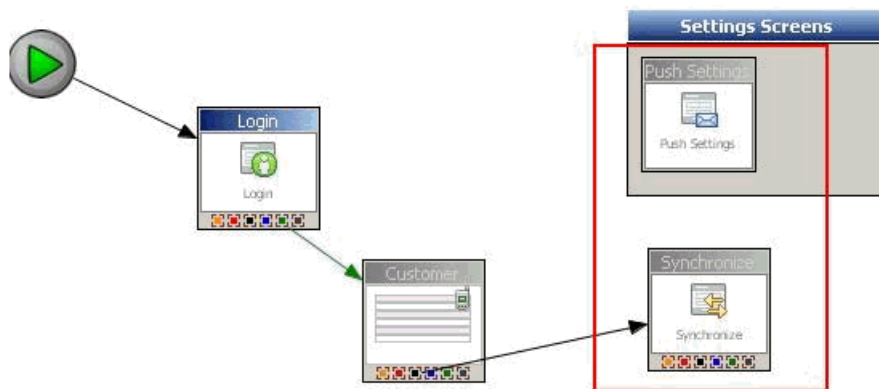 Settings Screens
Push Settings
Push Settings
Login
Login
Customer
Synchronize
Synchronize